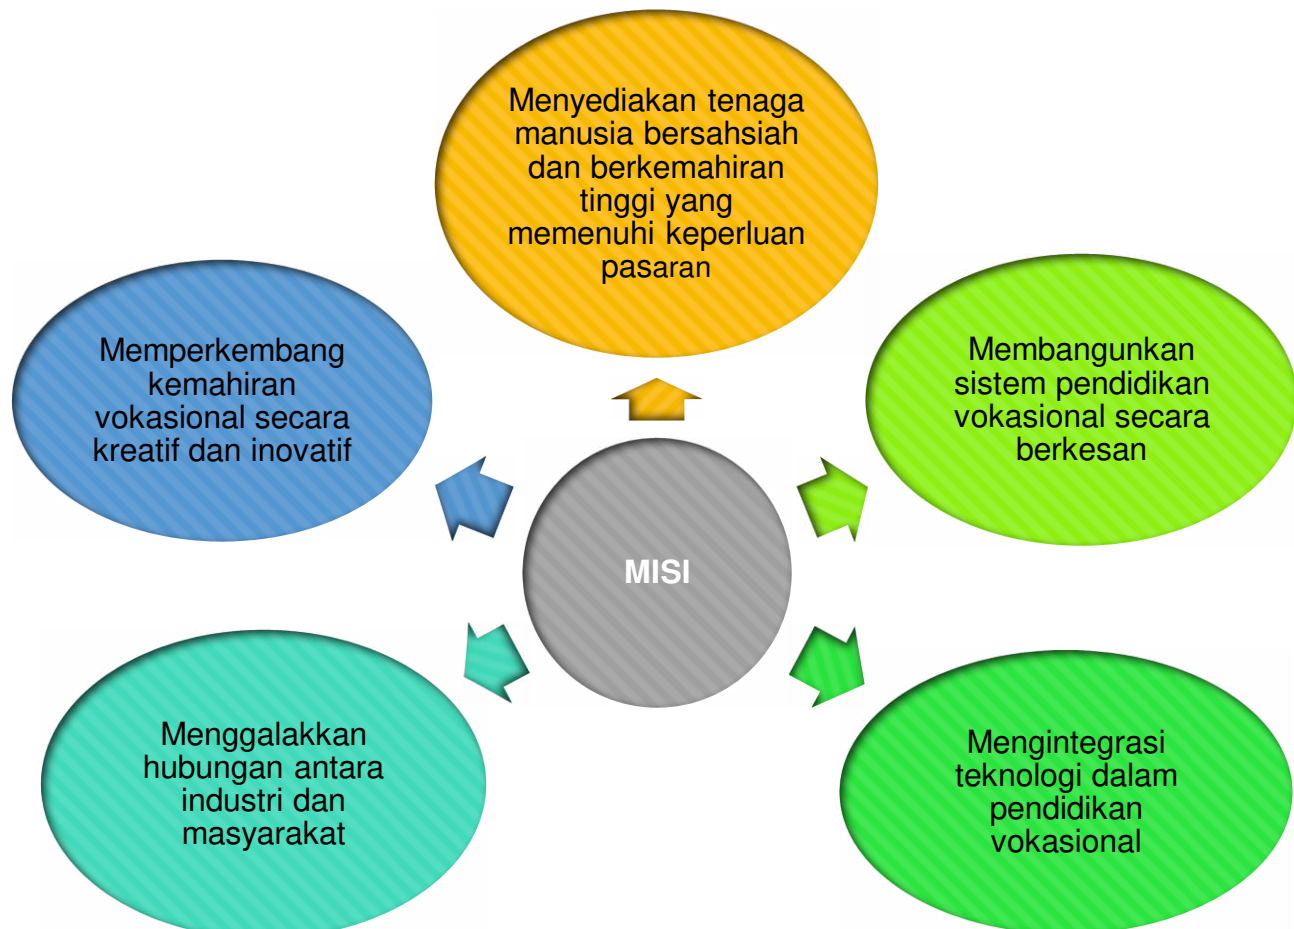 Menyediakan tenaga
manusia bersahsiah
dan berkemahiran
tinggi yang
memenuhi keperluan
pasaran
Memperkembang
kemahiran
vokasional secara
kreatif dan inovatif
Membangunkan
sistem pendidikan
vokasional secara
berkesan
MISI
Menggalakkan
hubungan antara
industri dan
masyarakat
Mengintegrasi
teknologi dalam
pendidikan
vokasional